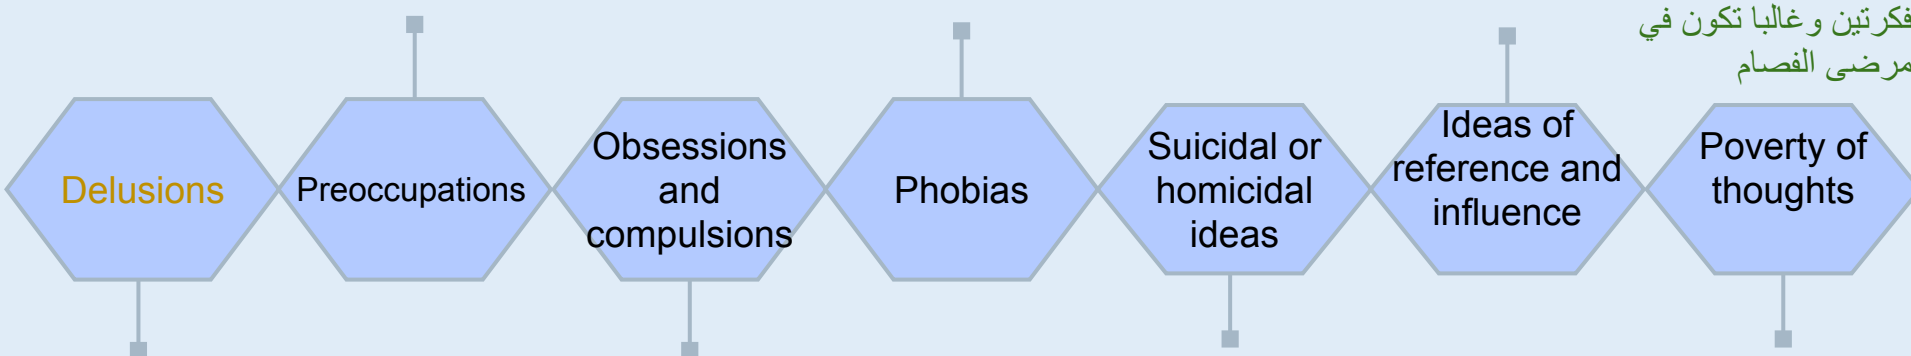 فكرتين وغالبا تكون في
مرضى الفصام
Delusions
Preoccupations
Obsessions
and
compulsions
Phobias
Suicidal or
homicidal
ideas
Ideas of
reference and
influence
Poverty of
thoughts